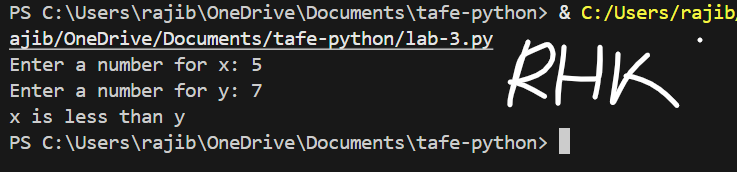 PS C:\Users\rajib\OneDrive\Documents\tafe-python> & C:/Users/rajib/
ajib/OneDrive/Documents/tafe-python/lab-3.py
Enter a number for x: 5
Enter a number for y: 7
x is less than y
PS C:\Users\rajib\OneDrive\Documents\tafe-python>
RHK